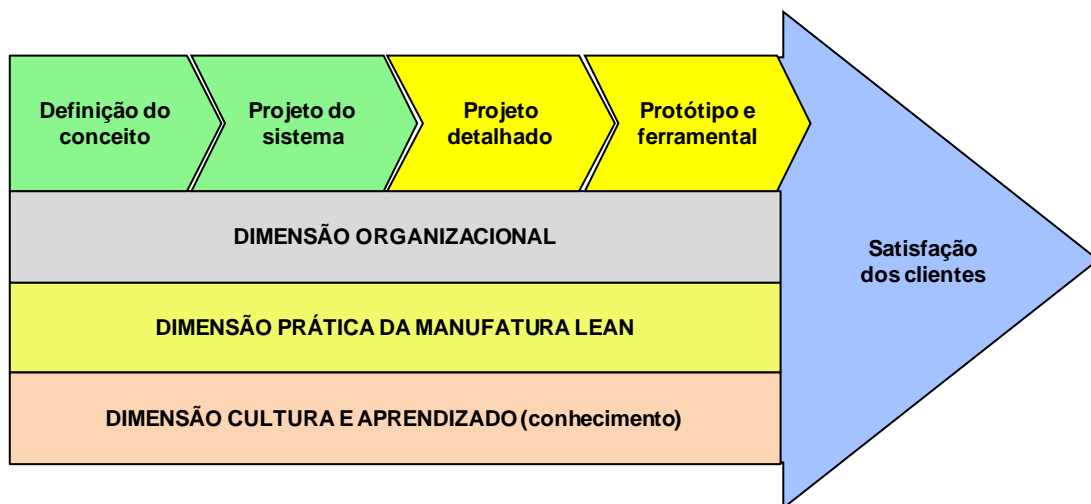 Definição do
conceito
Projeto do
sistema
Projeto
detalhado
Protótipo e
ferramental
DIMENSÃO ORGANIZACIONAL
DIMENSÃO PRÁTICA DA MANUFATURA LEAN
DIMENSÃO CULTURA E APRENDIZADO (conhecimento)
Satisfação
dos clientes